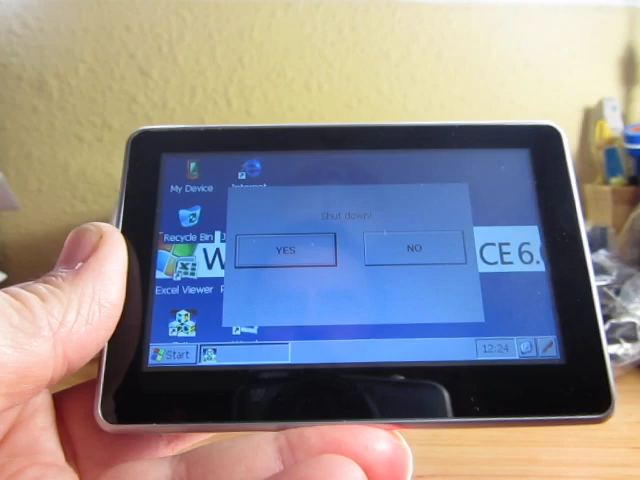 My Device
Shut down!
YES
NO
Recycle Bin
W
CE 6.
Excel Viewer
Start
12:24